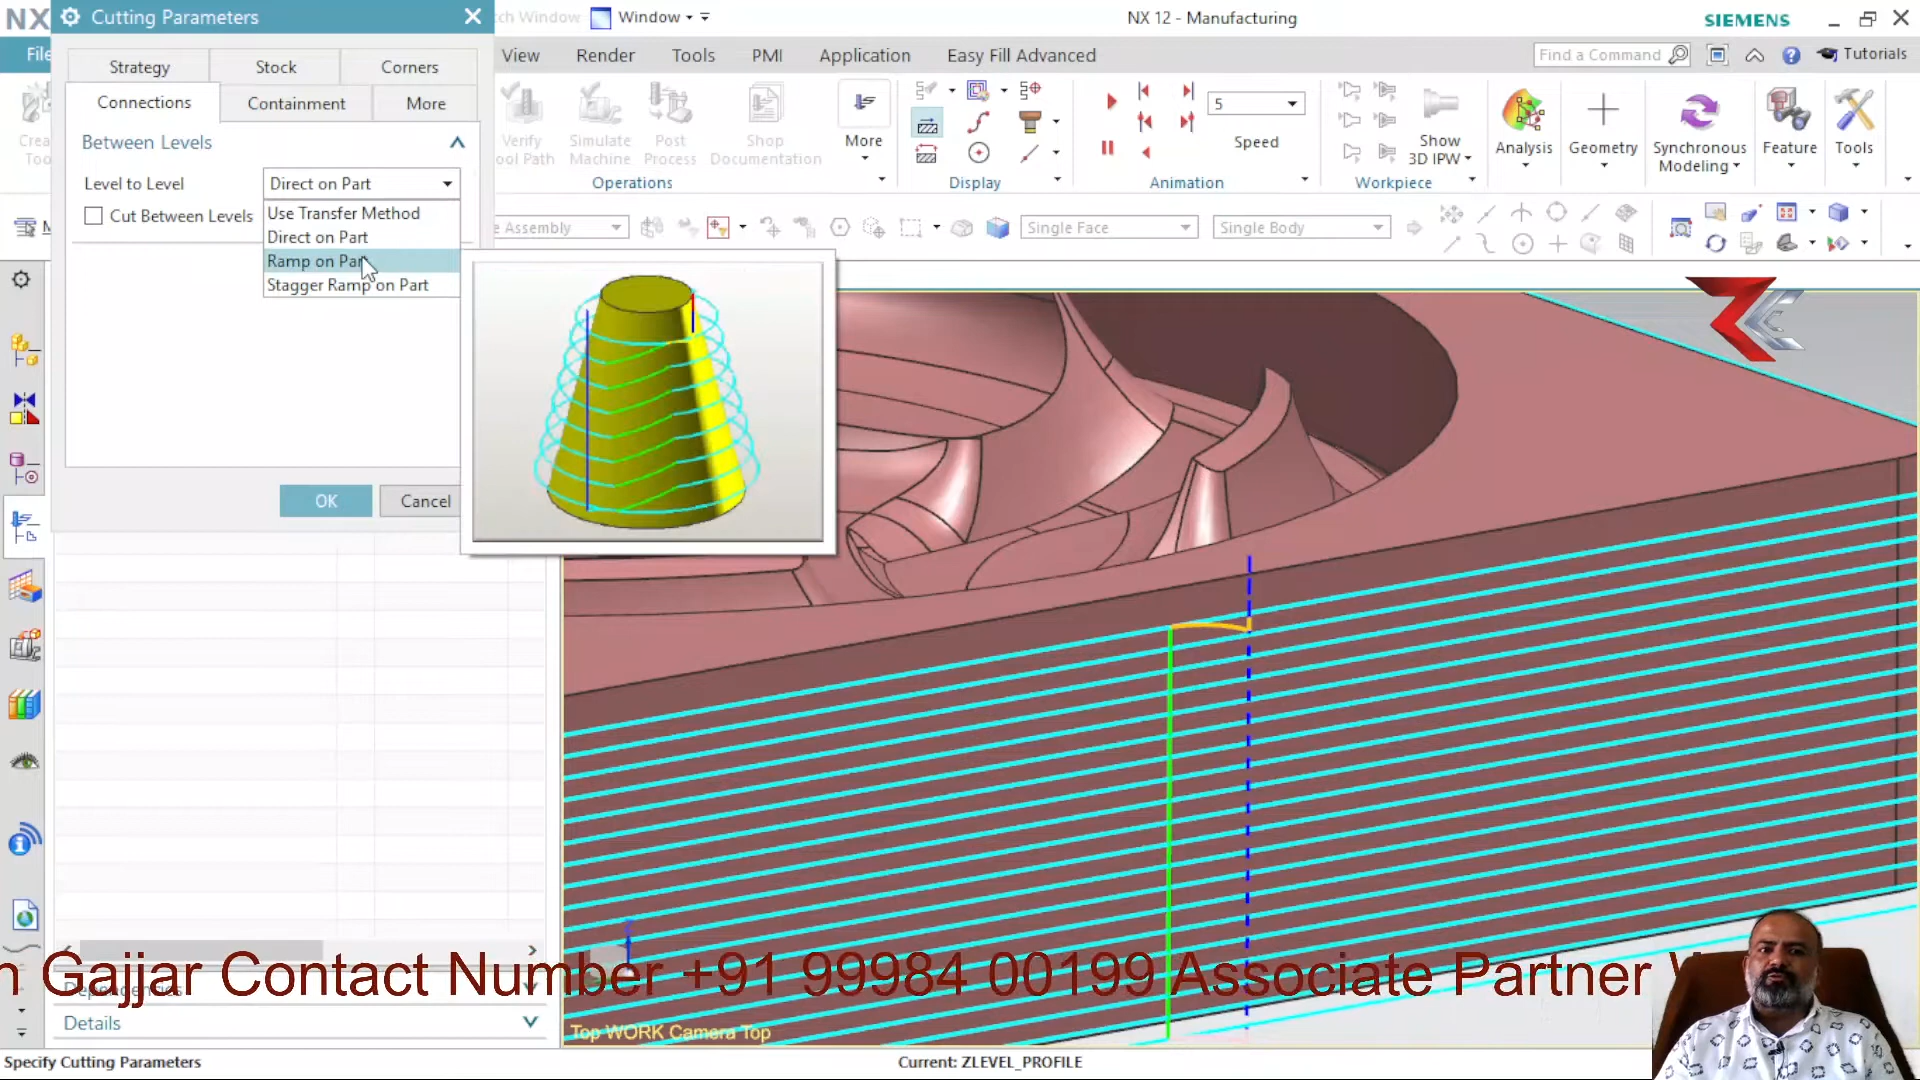 NX
Cutting Parameters
ch Window
Window
NX 12 - Manufacturing
SIEMENS
File
View
Render
Tools
PMI
Application
Easy Fill Advanced
Find a Command
Tutorials
Strategy
Stock
Corners
Connections
Containment
More
Between Levels
Level to Level
Direct on Part
Use Transfer Method
Direct on Part
Ramp on Part
Stagger Ramp on Part
Cut Between Levels
OK
Cancel
Verify
ool Path
Simulate
Machine
Post
Process
Shop
Documentation
More
Operations
Display
5
Speed
Animation
Show
3D IPW
Workpiece
Analysis
Geometry
Synchronous
Modeling
Feature
Tools
e Assembly
Single Face
Single Body
n Gajjar Contact Number +91 99984 00199 Associate Partner
Dependencies
Details
Top WORK Camera Top
Specify Cutting Parameters
Current: ZLEVEL_PROFILE